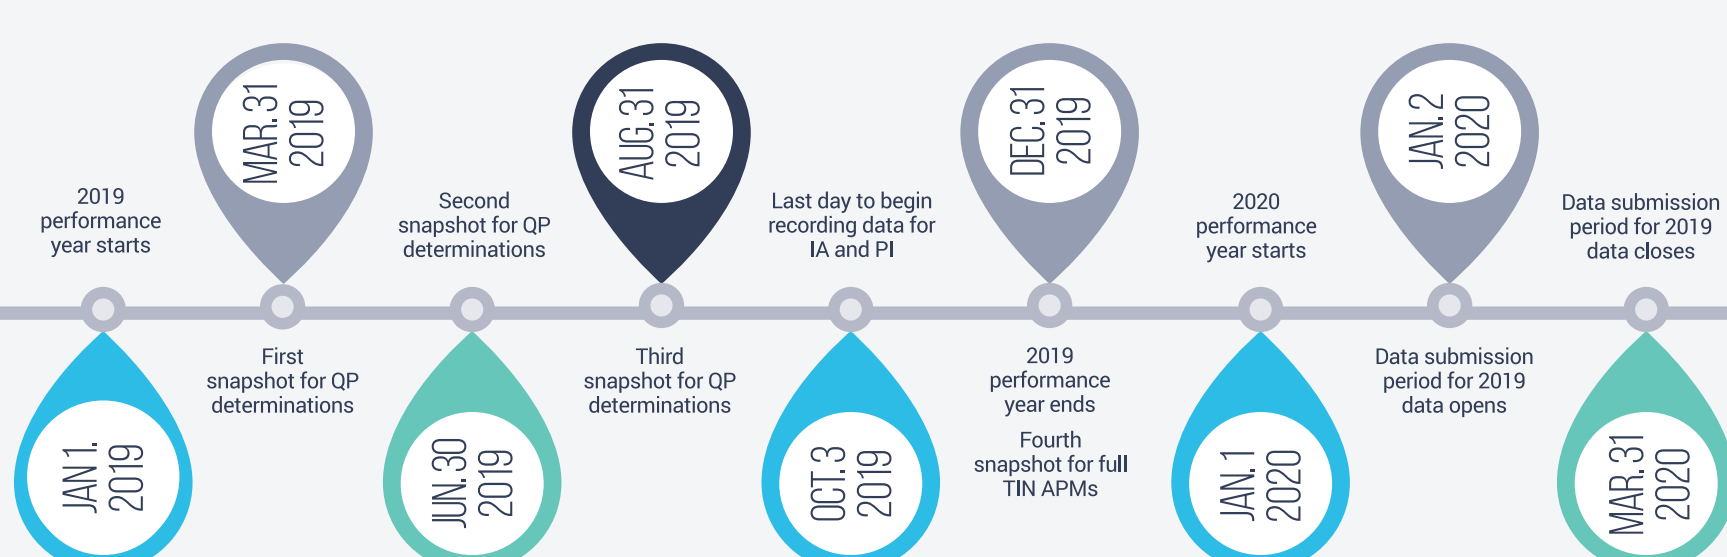 JAN 1.
2019
2019
performance
year starts
MAR. 31
2019
First
snapshot for QP
determinations
JUN. 30
2019
Second
snapshot for QP
determinations
AUG. 31
2019
Third
snapshot for QP
determinations
OCT. 3
2019
Last day to begin
recording data for
IA and PI
DEC. 31
2019
2019
performance
year ends
Fourth
snapshot for full
TIN APMs
JAN. 1
2020
2020
performance
year starts
JAN. 2
2020
Data submission
period for 2019
data opens
MAR. 31
2020
Data submission
period for 2019
data closes